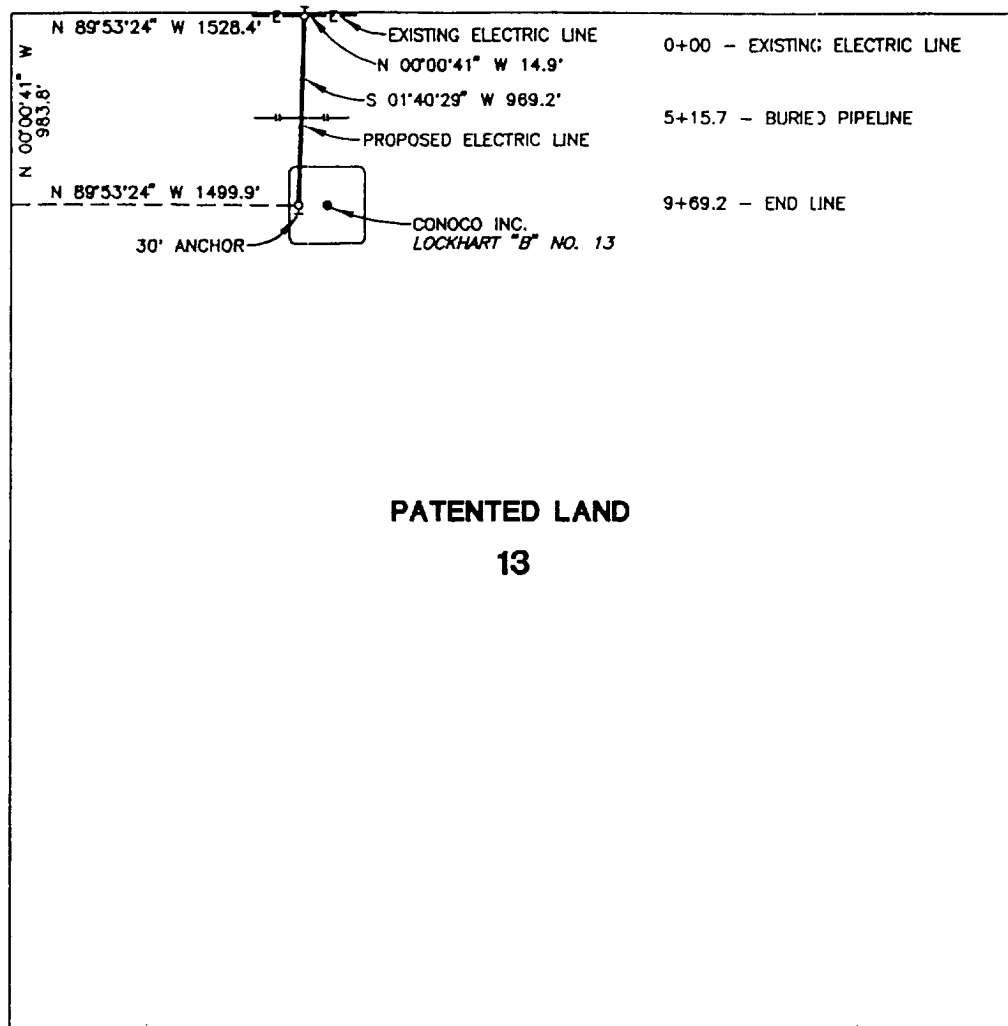 N 89°53'24" W 1528.4'
E E
EXISTING ELECTRIC LINE
N 00°00'41" W 14.9'
0+00 - EXISTING ELECTRIC LINE
N 00°00'41" W
983.8'
S 01°40'29" W 969.2'
5+15.7 - BURIED PIPELINE
PROPOSED ELECTRIC LINE
N 89°53'24" W 1499.9'
9+69.2 - END LINE
30' ANCHOR
CONOCO INC.
LOCKHART "B" NO. 13
PATENTED LAND
13